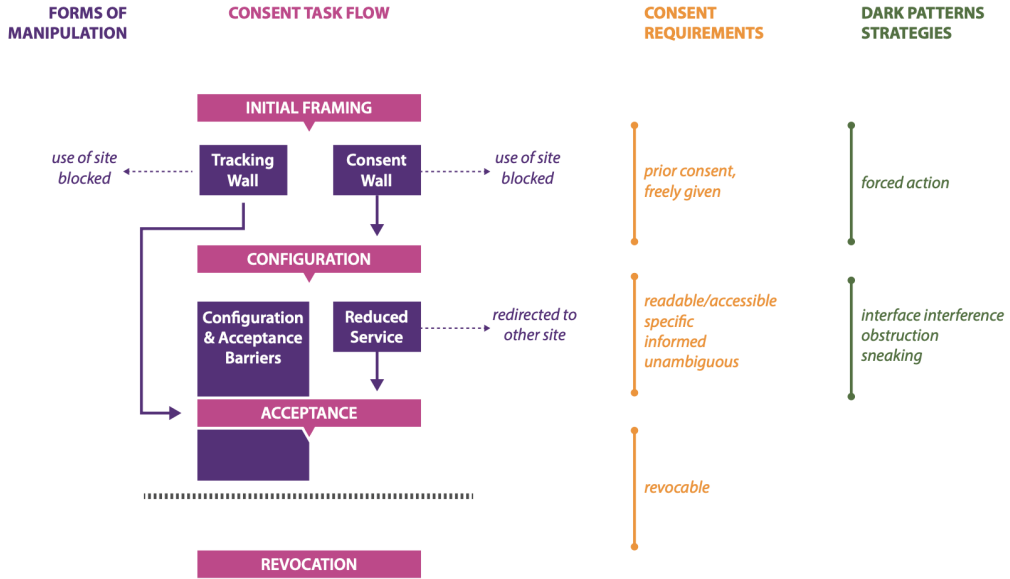 FORMS OF
MANIPULATION
CONSENT TASK FLOW
CONSENT
REQUIREMENTS
DARK PATTERNS
STRATEGIES
INITIAL FRAMING
use of site
blocked
Tracking
Wall
Consent
Wall
use of site
blocked
prior consent,
freely given
forced action
CONFIGURATION
Configuration
& Acceptance
Barriers
Reduced
Service
redirected to
other site
readable/accessible
specific
informed
unambiguous
interface interference
obstruction
sneaking
ACCEPTANCE
revocable
REVOCATION